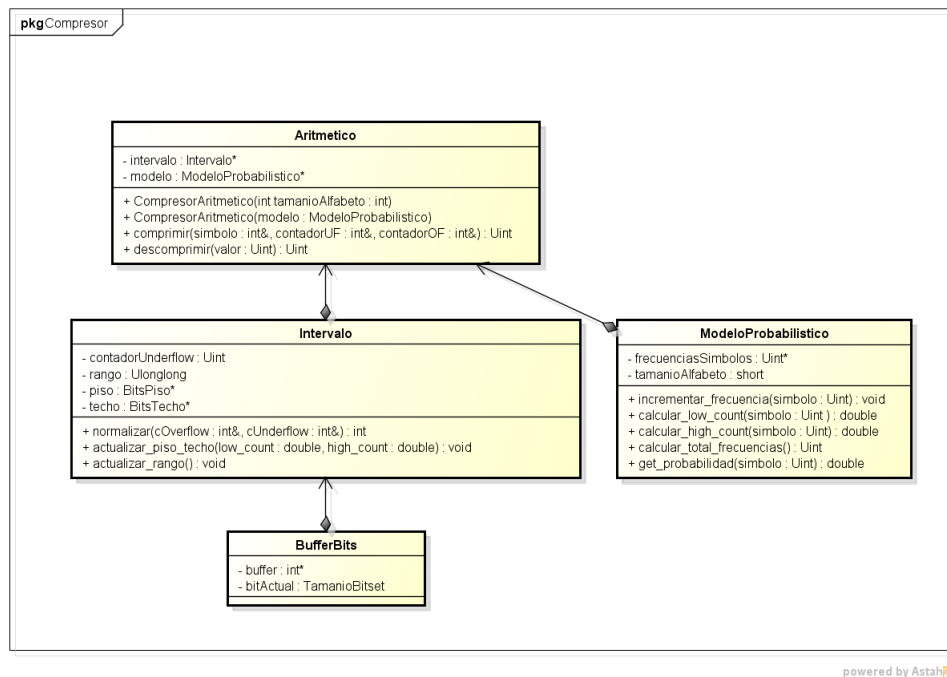 pkg Compresor
Aritmetico
- intervalo : Intervalo*
- modelo : ModeloProbabilistico*
+ CompresorAritmetico(int tamanioAlfabeto : int)
+ CompresorAritmetico(modelo : ModeloProbabilistico)
+ comprimir(simbolo : int&, contadorUF : int&, contadorOF : int&) : Uint
+ descomprimir(valor : Uint) : Uint
Intervalo
- contadorUnderflow : Uint
- rango : Ulonglong
- piso : BitsPiso*
- techo : BitsTecho*
+ normalizar(cOverflow : int&, cUnderflow : int&) : int
+ actualizar_piso_techo(low_count : double, high_count : double) : void
+ actualizar_rango() : void
ModeloProbabilistico
- frecuenciasSimbolos : Uint*
- tamanioAlfabeto : short
+ incrementar_frecuencia(simbolo : Uint) : void
+ calcular_low_count(simbolo : Uint ) : double
+ calcular_high_count(simbolo : Uint) : double
+ calcular_total_frecuencias() : Uint
+ get_probabilidad(simbolo : Uint) : double
BufferBits
- buffer : int*
- bitActual : TamanioBitset
powered by Astah